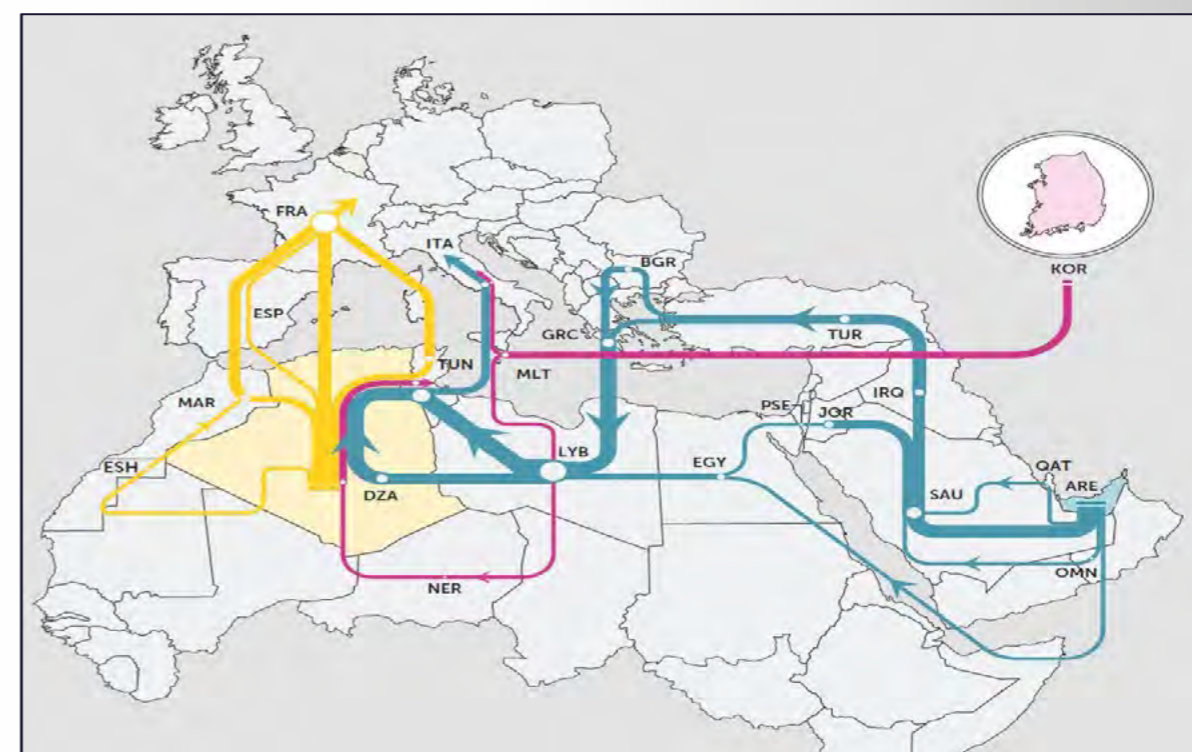 FRA
ITA
BGR
KOR
ESP
GRC
TUR
TUN
MLT
MAR
IRQ
PSE
JOR
LYB
ESH
EGY
QAT
DZA
SAU
ARE
OMN
NER